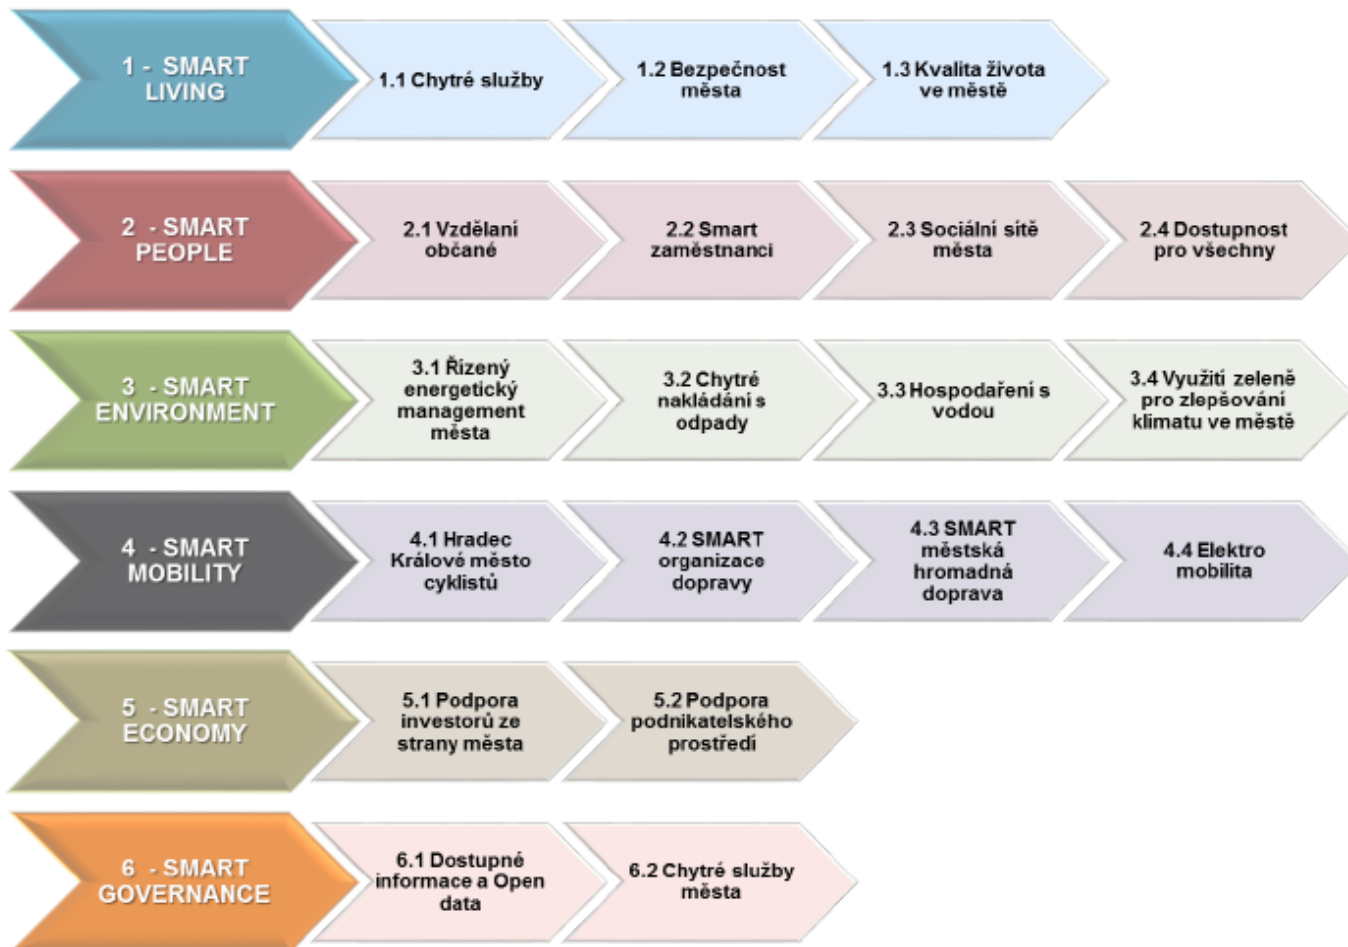 1 - SMART
LIVING
1.1 Chytré služby
1.2 Bezpečnost
města
1.3 Kvalita života
ve městě
2 - SMART
PEOPLE
2.1 Vzdělaní
občané
2.2 Smart
zaměstnanci
2.3 Sociální sítě
města
2.4 Dostupnost
pro všechny
3 - SMART
ENVIRONMENT
3.1 Řízený
energetický
management
města
3.2 Chytré
nakládání s
odpady
3.3 Hospodaření s
vodou
3.4 Využití zeleně
pro zlepšování
klimatu ve městě
4 - SMART
MOBILITY
4.1 Hradec
Králové město
cyklistů
4.2 SMART
organizace
dopravy
4.3 SMART
městská
hromadná
doprava
4.4 Elektro
mobilita
5 - SMART
ECONOMY
5.1 Podpora
investorů ze
strany města
5.2 Podpora
podnikatelského
prostředí
6 - SMART
GOVERNANCE
6.1 Dostupné
informace a Open
data
6.2 Chytré služby
města